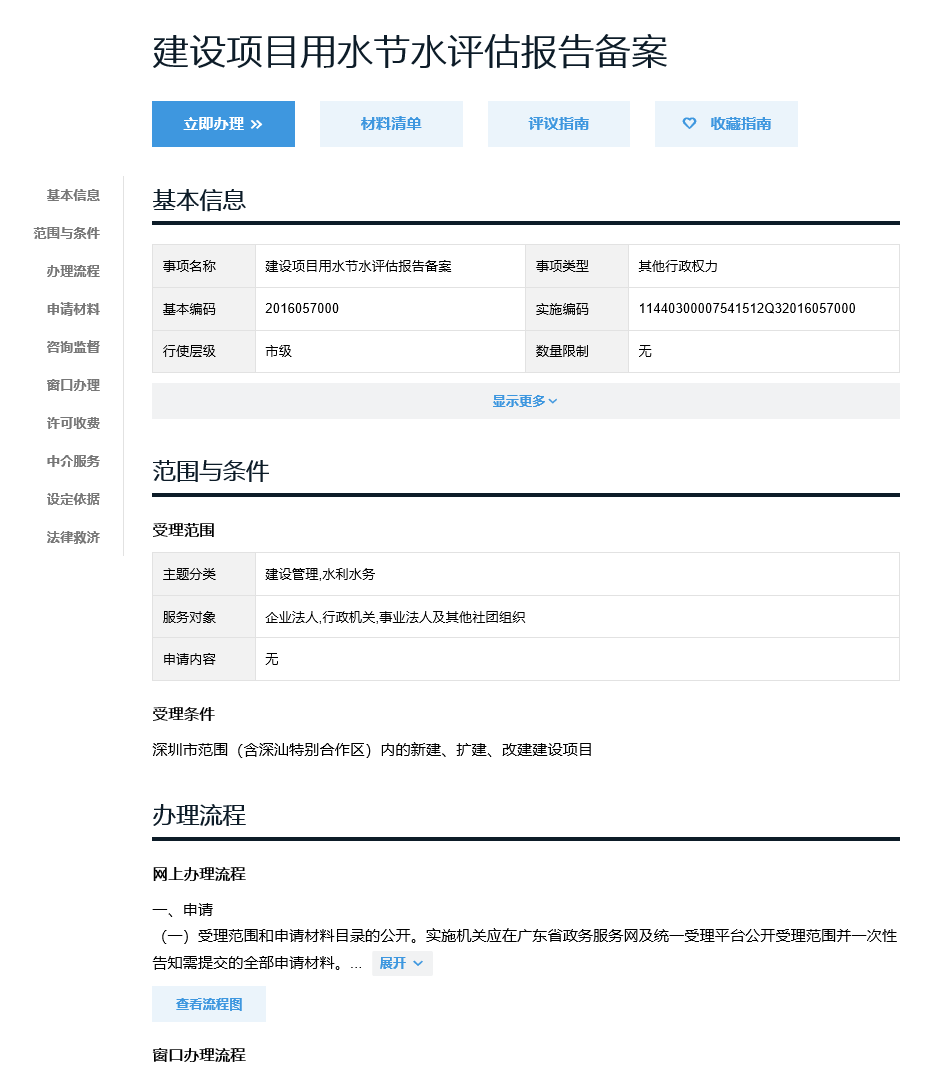 建设项目用水节水评估报告备案
立即办理
材料清单
评议指南
收藏指南
基本信息
范围与条件
办理流程
申请材料
咨询监督
窗口办理
许可收费
中介服务
设定依据
法律救济
基本信息
事项名称 建设项目用水节水评估报告备案 事项类型 其他行政权力
基本编码 2016057000 实施编码 11440300007541512Q32016057000
行使层级 市级 数量限制 无
显示更多
范围与条件
受理范围
主题分类 建设管理,水利水务
服务对象 企业法人,行政机关,事业法人及其他社团组织
申请内容 无
受理条件
深圳市范围（含深汕特别合作区）内的新建、扩建、改建建设项目
办理流程
网上办理流程
一、申请
（一）受理范围和申请材料目录的公开。实施机关应在广东省政务服务网及统一受理平台公开受理范围并一次性
告知需提交的全部申请材料。... 展开
查看流程图
窗口办理流程